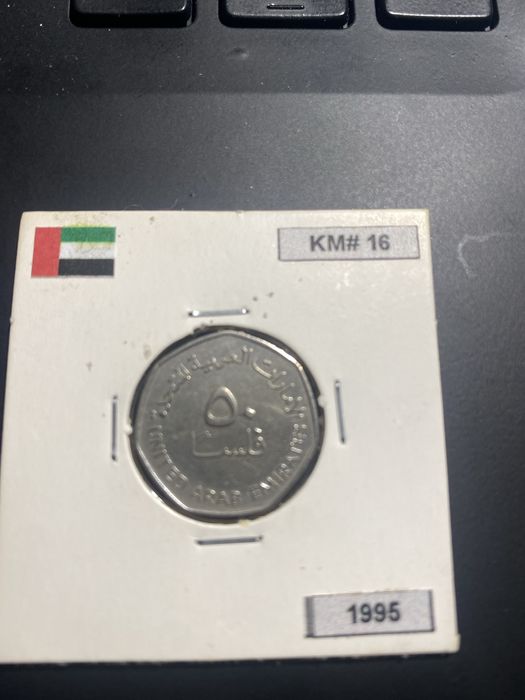 KM# 16
الإمارات العربية المتحدة
٥٠
فلسا
UNITED ARAB EMIRATES
1995